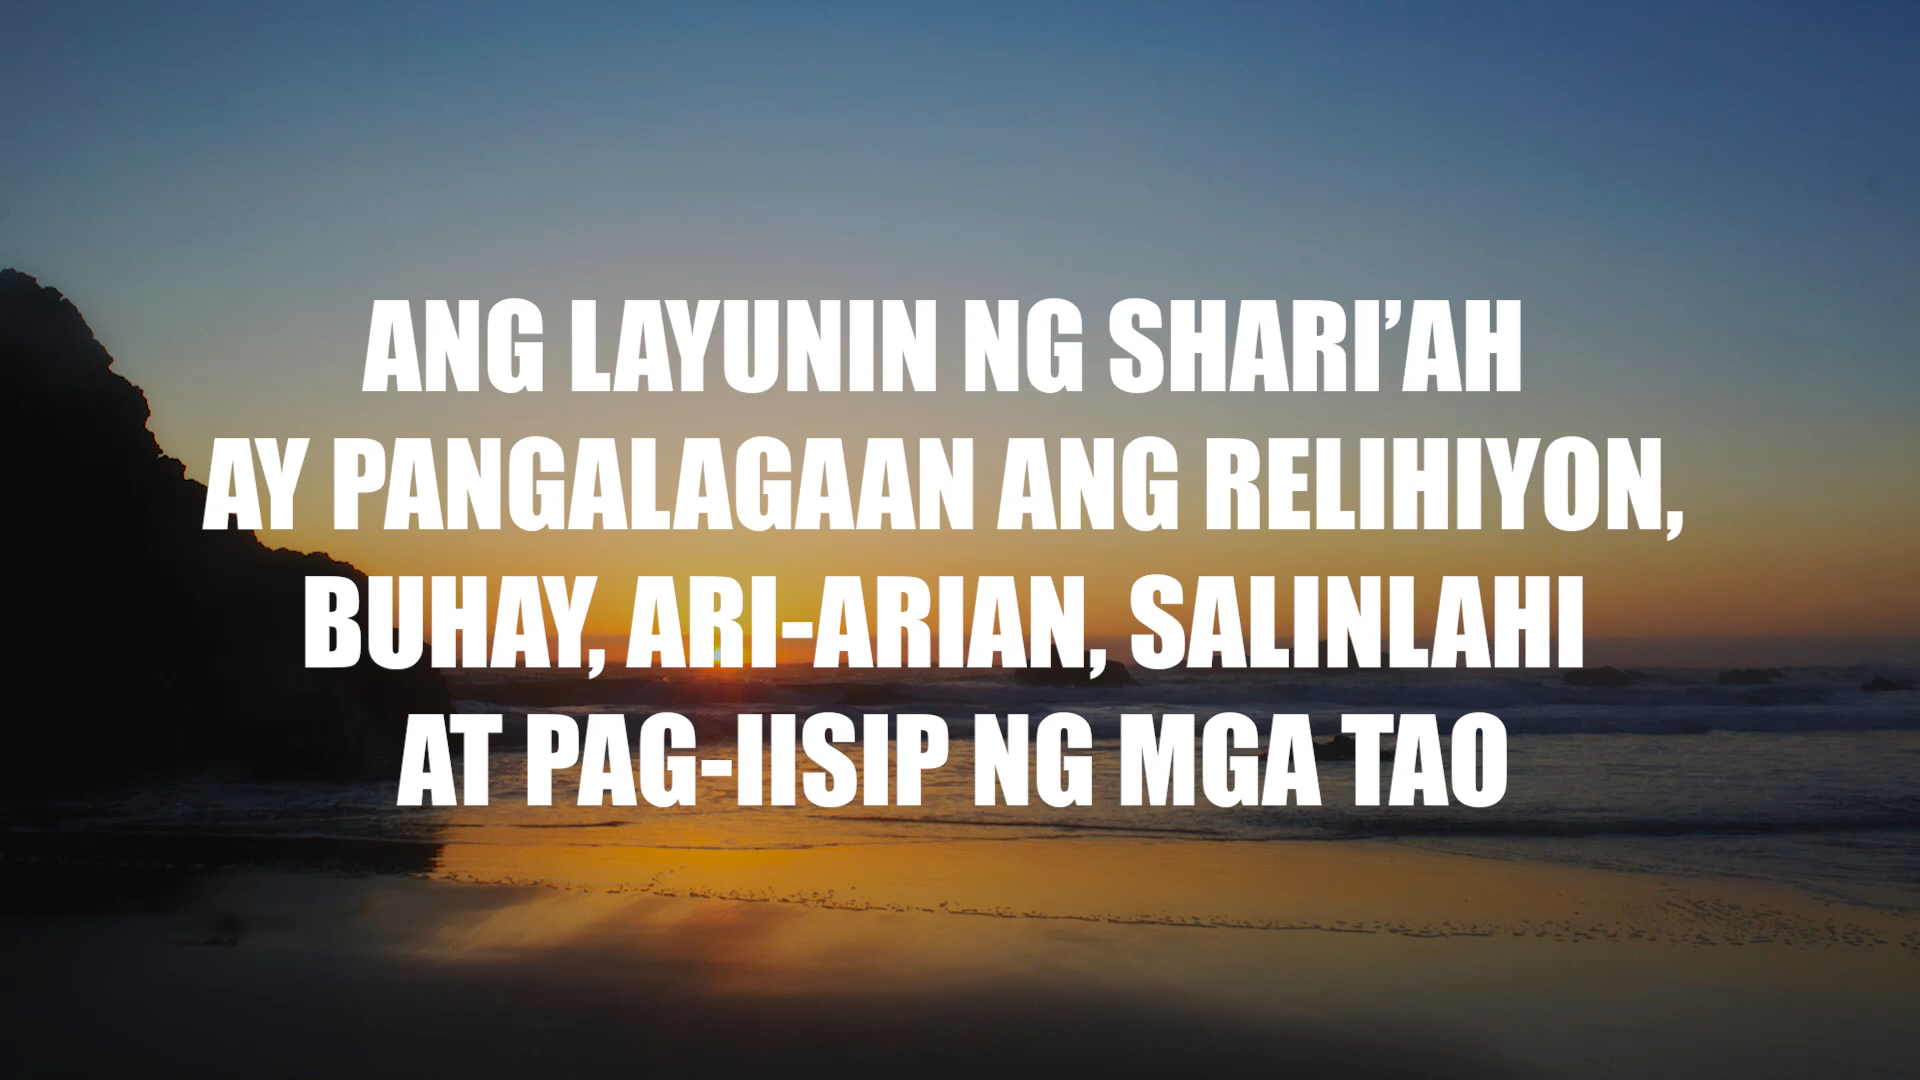 ANG LAYUNIN NG SHARI’AH
AY PANGALAGAAN ANG RELIHIYON,
BUHAY, ARI-ARIAN, SALINLAHI
AT PAG-IISIP NG MGA TAO